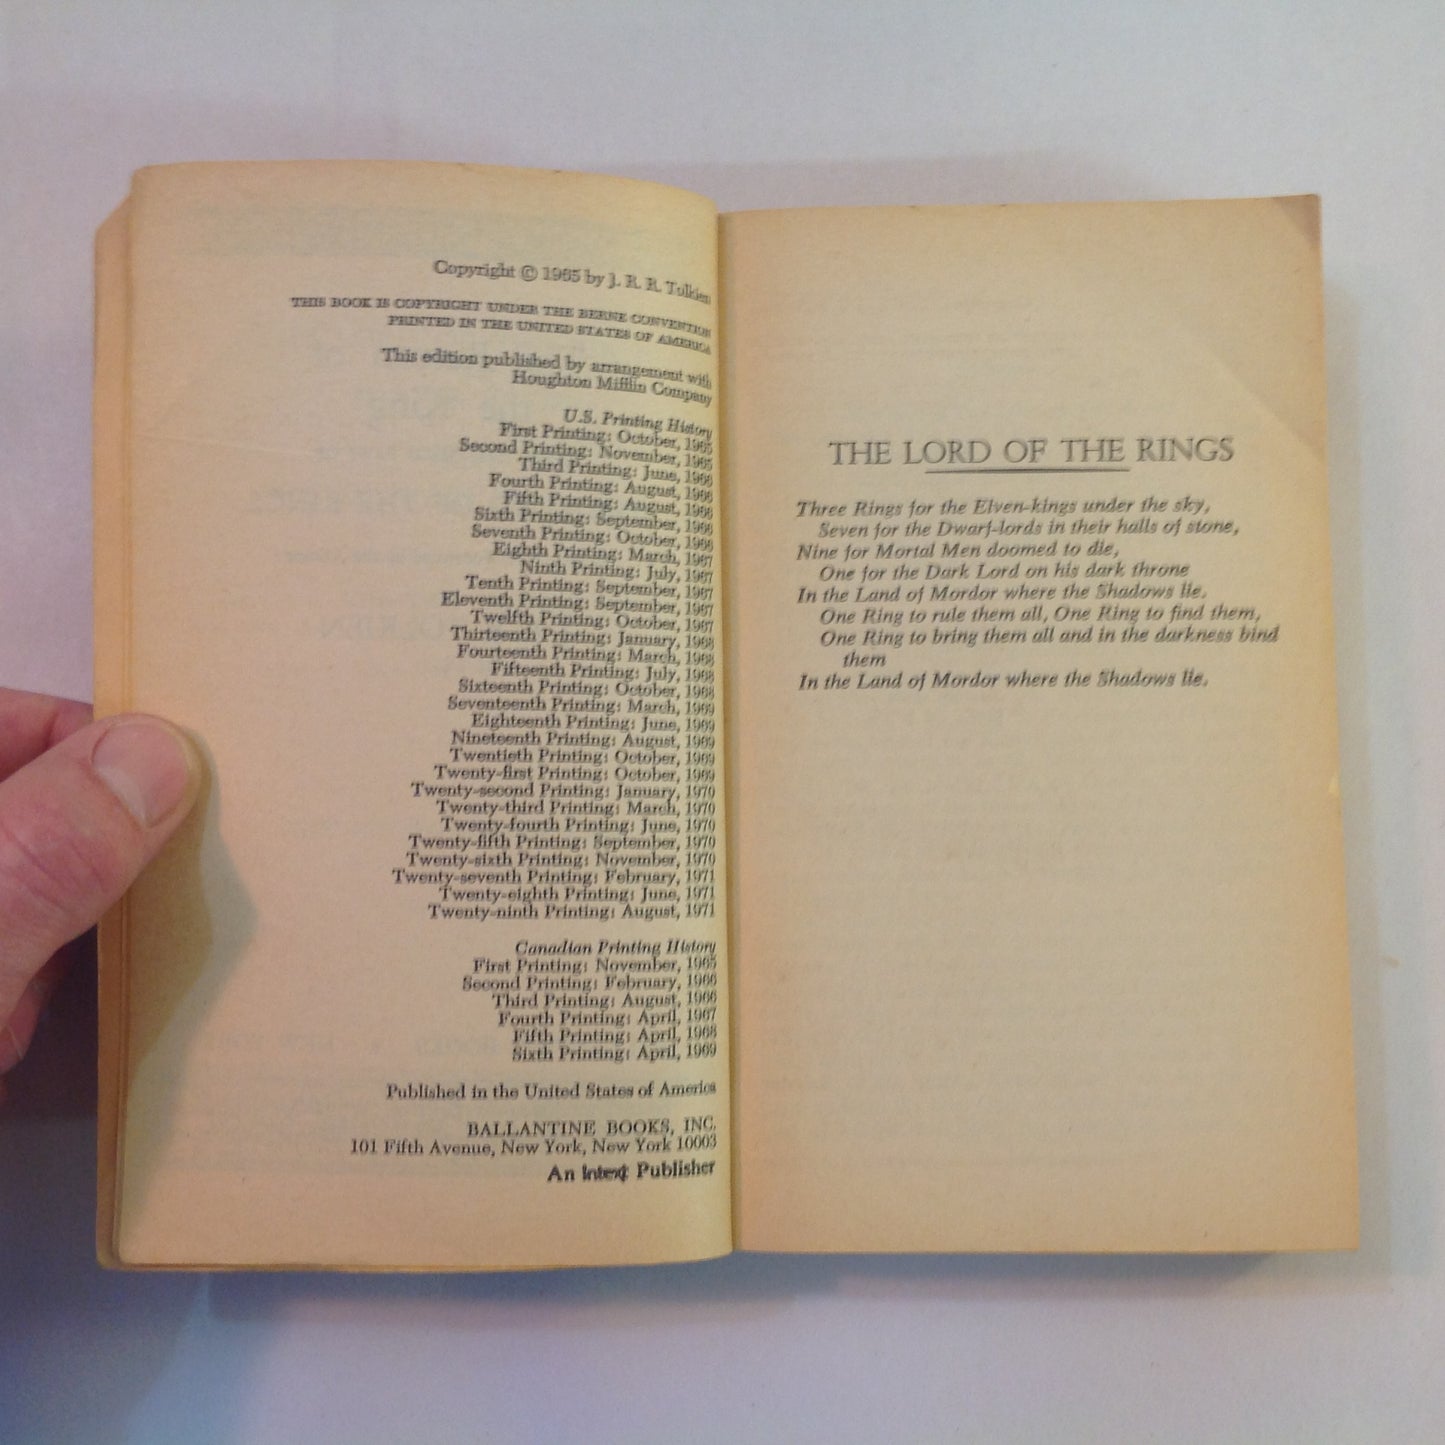 Copyright © 1965 by J. R. R. Tolkien
THIS BOOK IS COPYRIGHT UNDER THE BERNE CONVENTION
PRINTED IN THE UNITED STATES OF AMERICA
This edition published by arrangement with
Houghton Mifflin Company
U.S. Printing History
First Printing: October, 1965
Second Printing: November, 1965
Third Printing: June, 1966
Fourth Printing: August, 1966
Fifth Printing: August, 1966
Sixth Printing: September, 1966
Seventh Printing: October, 1966
Eighth Printing: March, 1967
Ninth Printing: July, 1967
Tenth Printing: September, 1967
Eleventh Printing: September, 1967
Twelfth Printing: October, 1967
Thirteenth Printing: January, 1968
Fourteenth Printing: March, 1968
Fifteenth Printing: July, 1968
Sixteenth Printing: October, 1968
Seventeenth Printing: March, 1969
Eighteenth Printing: June, 1969
Nineteenth Printing: August, 1969
Twentieth Printing: October, 1969
Twenty-first Printing: October, 1969
Twenty-second Printing: January, 1970
Twenty-third Printing: March, 1970
Twenty-fourth Printing: June, 1970
Twenty-fifth Printing: September, 1970
Twenty-sixth Printing: November, 1970
Twenty-seventh Printing: February, 1971
Twenty-eighth Printing: June, 1971
Twenty-ninth Printing: August, 1971
Canadian Printing History
First Printing: November, 1965
Second Printing: February, 1966
Third Printing: August, 1966
Fourth Printing: April, 1967
Fifth Printing: April, 1968
Sixth Printing: April, 1969
Published in the United States of America
BALLANTINE BOOKS, INC.
101 Fifth Avenue, New York, New York 10003
An Intext Publisher
THE LORD OF THE RINGS
Three Rings for the Elven-kings under the sky,
Seven for the Dwarf-lords in their halls of stone,
Nine for Mortal Men doomed to die,
One for the Dark Lord on his dark throne
In the Land of Mordor where the Shadows lie.
One Ring to rule them all, One Ring to find them,
One Ring to bring them all and in the darkness bind
them
In the Land of Mordor where the Shadows lie.